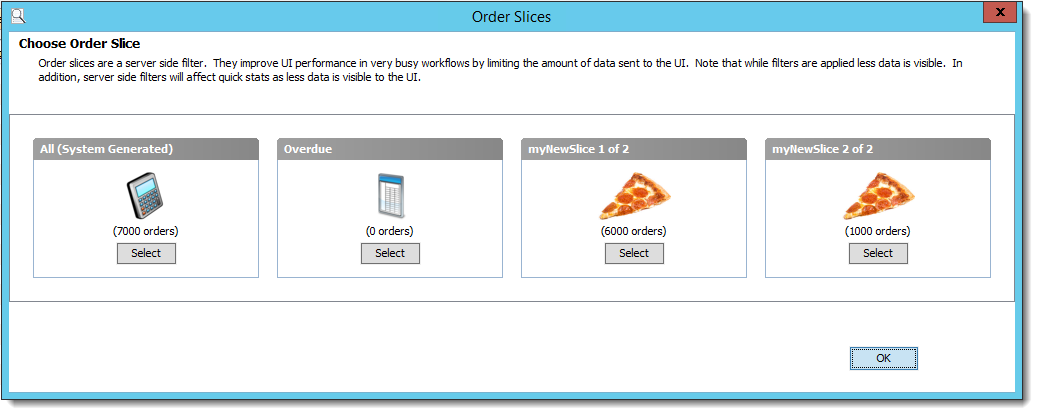 Order Slices
x
Choose Order Slice
Order slices are a server side filter.  They improve UI performance in very busy workflows by limiting the amount of data sent to the UI.  Note that while filters are applied less data is visible.  In
addition, server side filters will affect quick stats as less data is visible to the UI.
All (System Generated)
Overdue
myNewSlice 1 of 2
myNewSlice 2 of 2
(7000 orders)
(0 orders)
(6000 orders)
(1000 orders)
Select
Select
Select
Select
OK